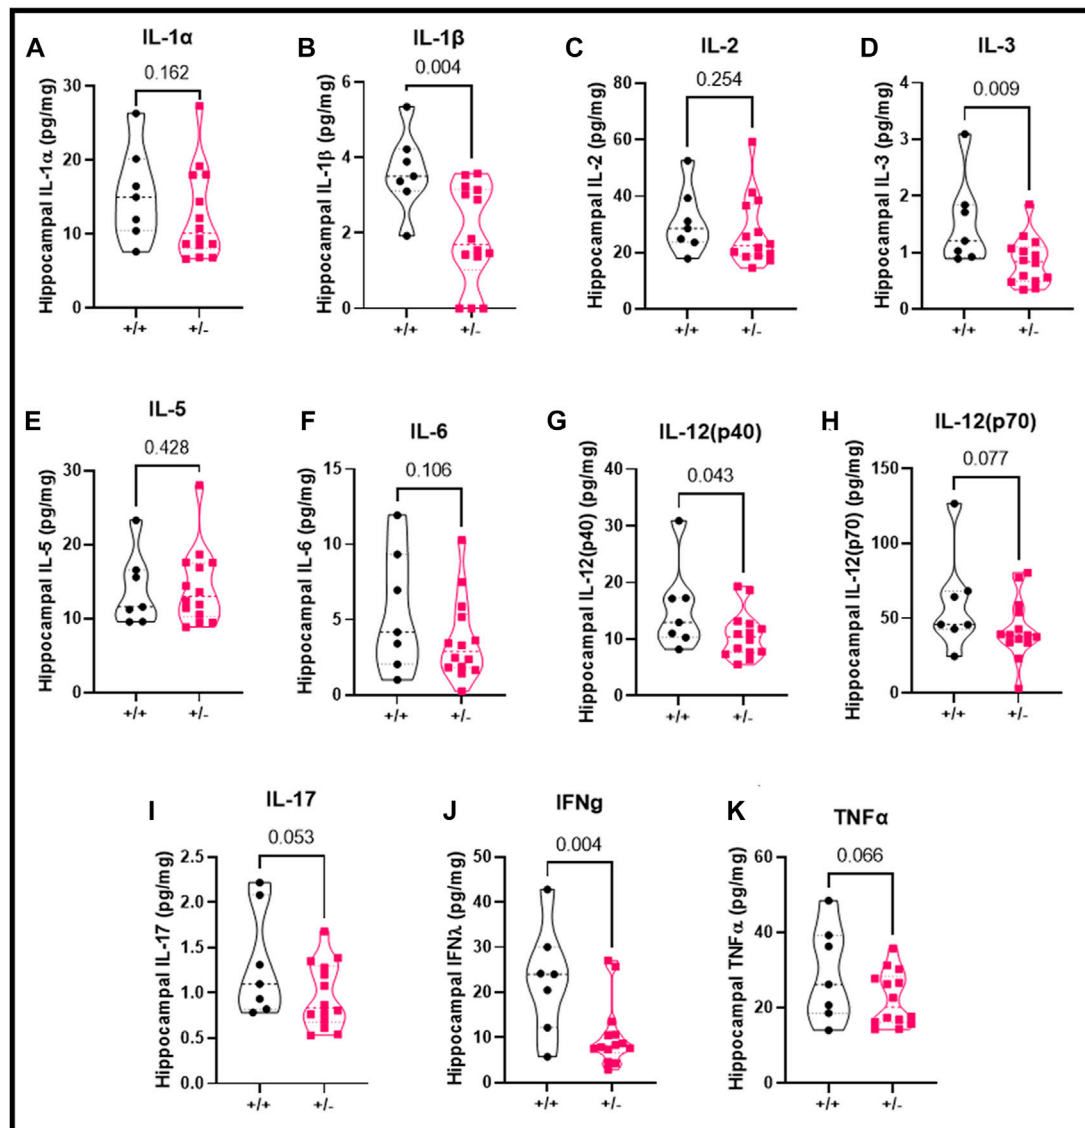 A
IL-1α
0.162
Hippocampal IL-1α (pg/mg)
30
20
10
0
+/+
+/-
B
IL-1β
0.004
Hippocampal IL-1β (pg/mg)
6
4
2
0
+/+
+/-
C
IL-2
0.254
Hippocampal IL-2 (pg/mg)
80
60
40
20
0
+/+
+/-
D
IL-3
0.009
Hippocampal IL-3 (pg/mg)
4
3
2
1
0
+/+
+/-
E
IL-5
0.428
Hippocampal IL-5 (pg/mg)
30
20
10
0
+/+
+/-
F
IL-6
0.106
Hippocampal IL-6 (pg/mg)
15
10
5
0
+/+
+/-
G
IL-12(p40)
0.043
Hippocampal IL-12(p40) (pg/mg)
40
30
20
10
0
+/+
+/-
H
IL-12(p70)
0.077
Hippocampal IL-12(p70) (pg/mg)
150
100
50
0
+/+
+/-
I
IL-17
0.053
Hippocampal IL-17 (pg/mg)
2.5
2.0
1.5
1.0
0.5
0.0
+/+
+/-
J
IFNg
0.004
Hippocampal IFNλ (pg/mg)
50
40
30
20
10
0
+/+
+/-
K
TNFα
0.066
Hippocampal TNFα (pg/mg)
60
40
20
0
+/+
+/-